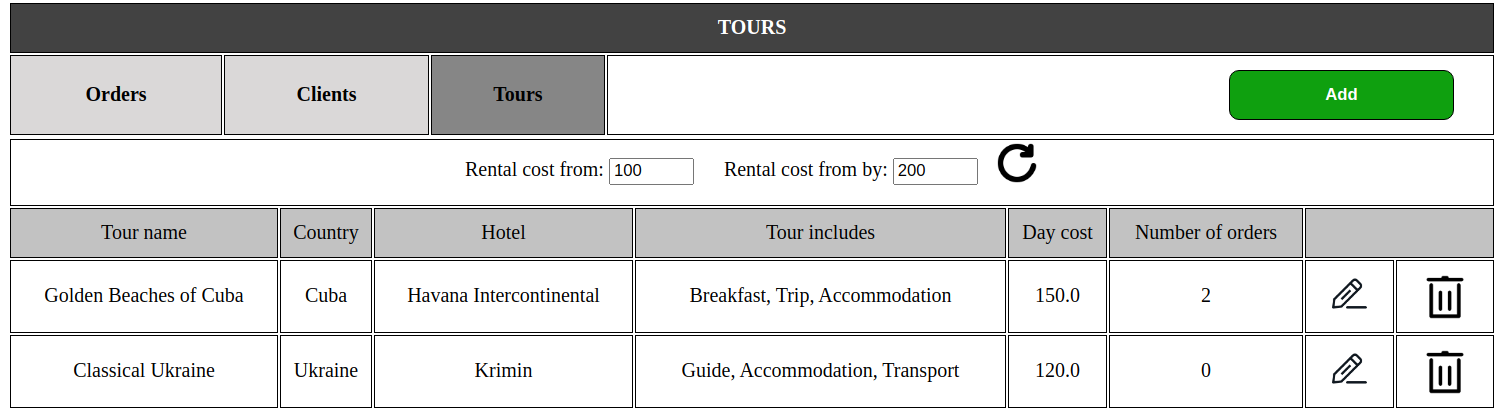 TOURS
Orders Clients Tours Add
Rental cost from: 100 Rental cost from by: 200
Tour name Country Hotel Tour includes Day cost Number of orders
Golden Beaches of Cuba Cuba Havana Intercontinental Breakfast, Trip, Accommodation 150.0 2
Classical Ukraine Ukraine Krimin Guide, Accommodation, Transport 120.0 0